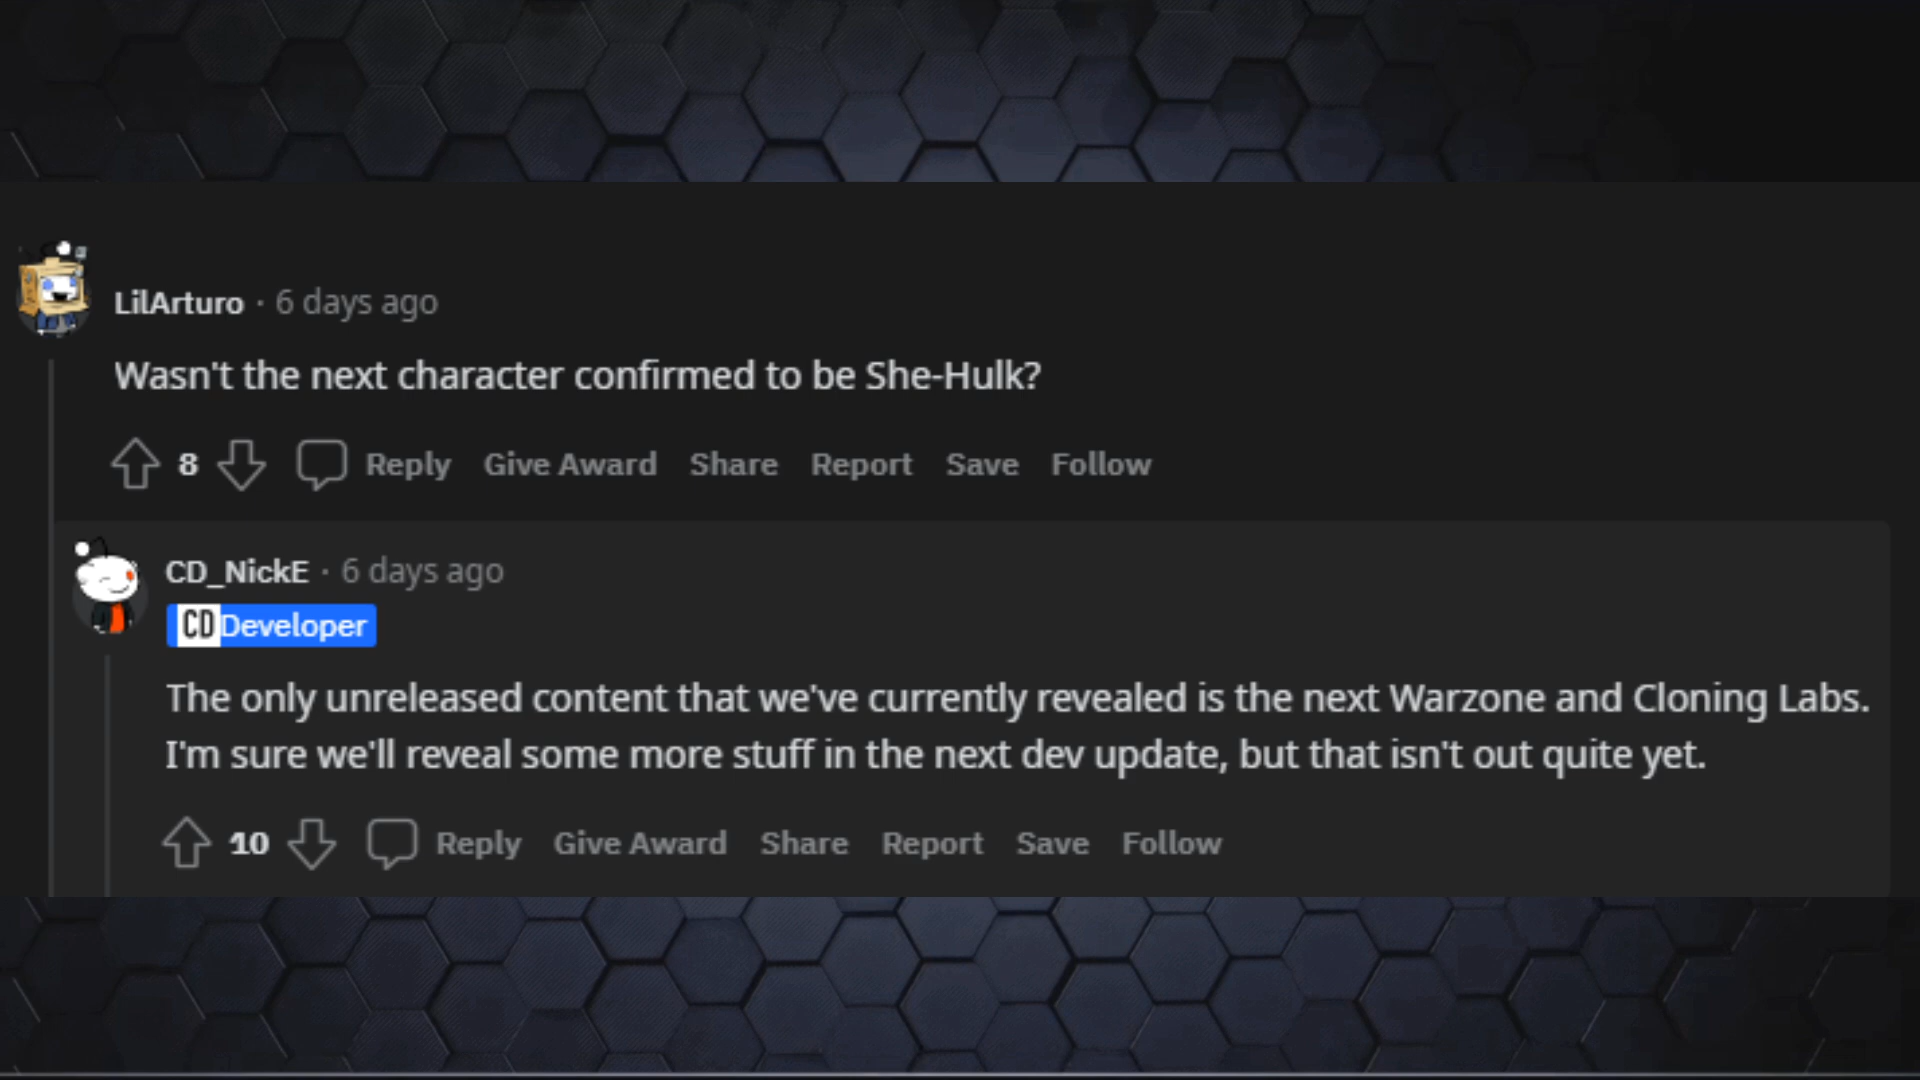 LilArturo · 6 days ago
Wasn't the next character confirmed to be She-Hulk?
8 Reply Give Award Share Report Save Follow
CD_NickE · 6 days ago
CD Developer
The only unreleased content that we've currently revealed is the next Warzone and Cloning Labs.
I'm sure we'll reveal some more stuff in the next dev update, but that isn't out quite yet.
10 Reply Give Award Share Report Save Follow